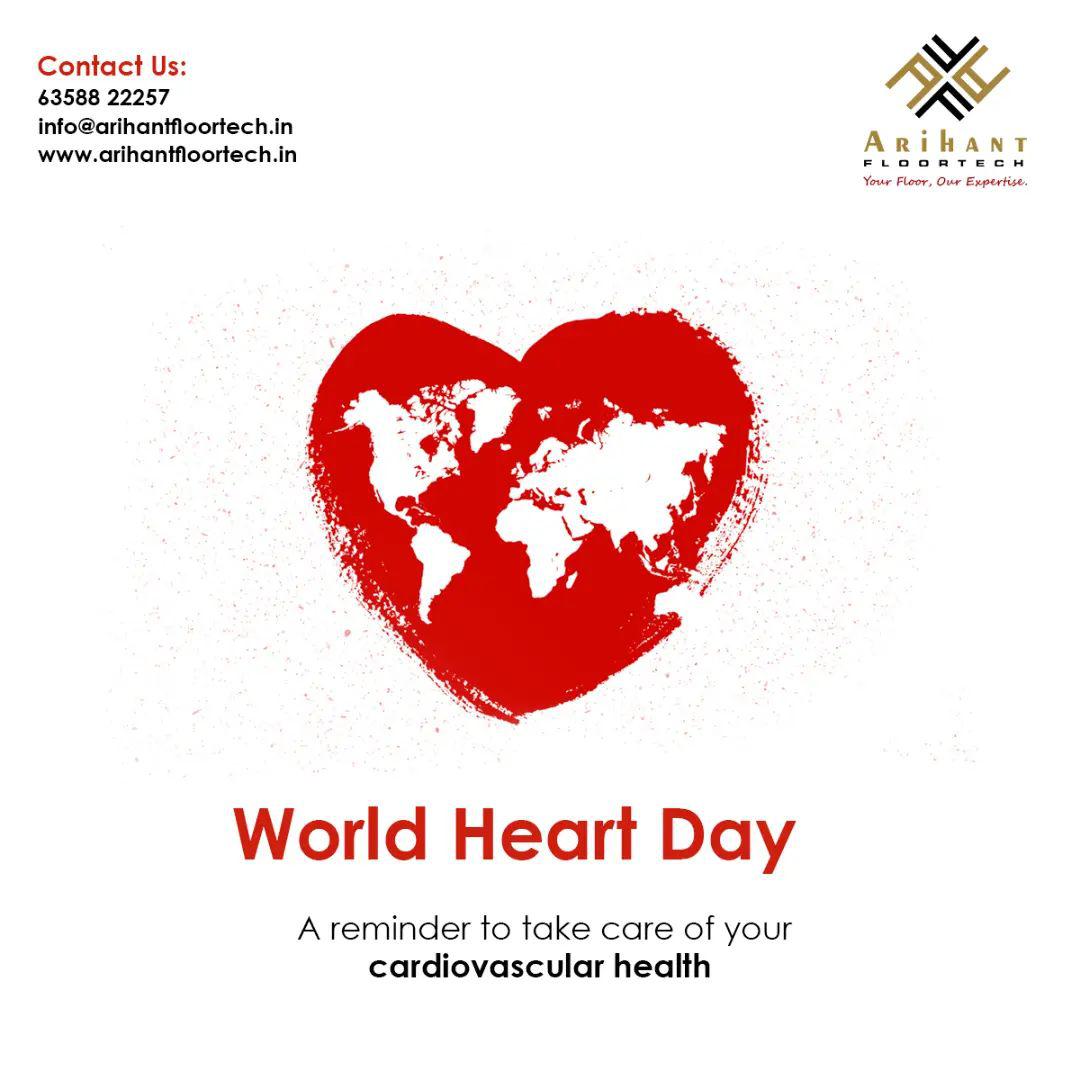 Contact Us:
63588 22257
info@arihantfloortech.in
www.arihantfloortech.in
ARiHANT
FLOORTECH
Your Floor, Our Expertise.
World Heart Day
A reminder to take care of your
cardiovascular health